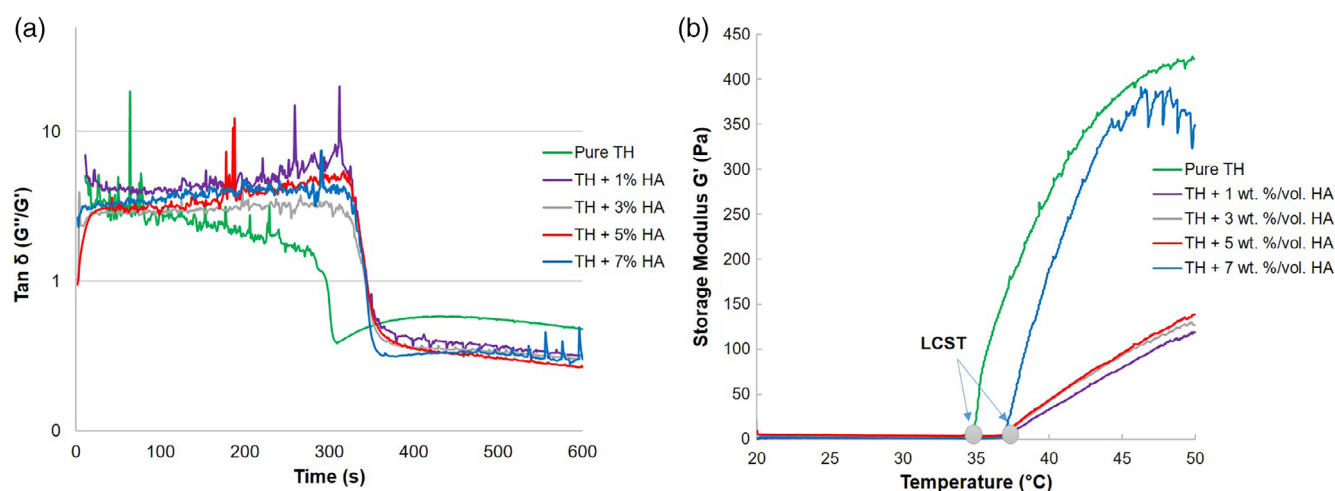 (a)
Tan δ (G''/G')
10
1
0
0
100
200
300
400
500
600
Time (s)
Pure TH
TH + 1% HA
TH + 3% HA
TH + 5% HA
TH + 7% HA
(b)
Storage Modulus G' (Pa)
450
400
350
300
250
200
150
100
50
0
20
25
30
35
40
45
50
Temperature (°C)
LCST
Pure TH
TH + 1 wt. %/vol. HA
TH + 3 wt. %/vol. HA
TH + 5 wt. %/vol. HA
TH + 7 wt. %/vol. HA